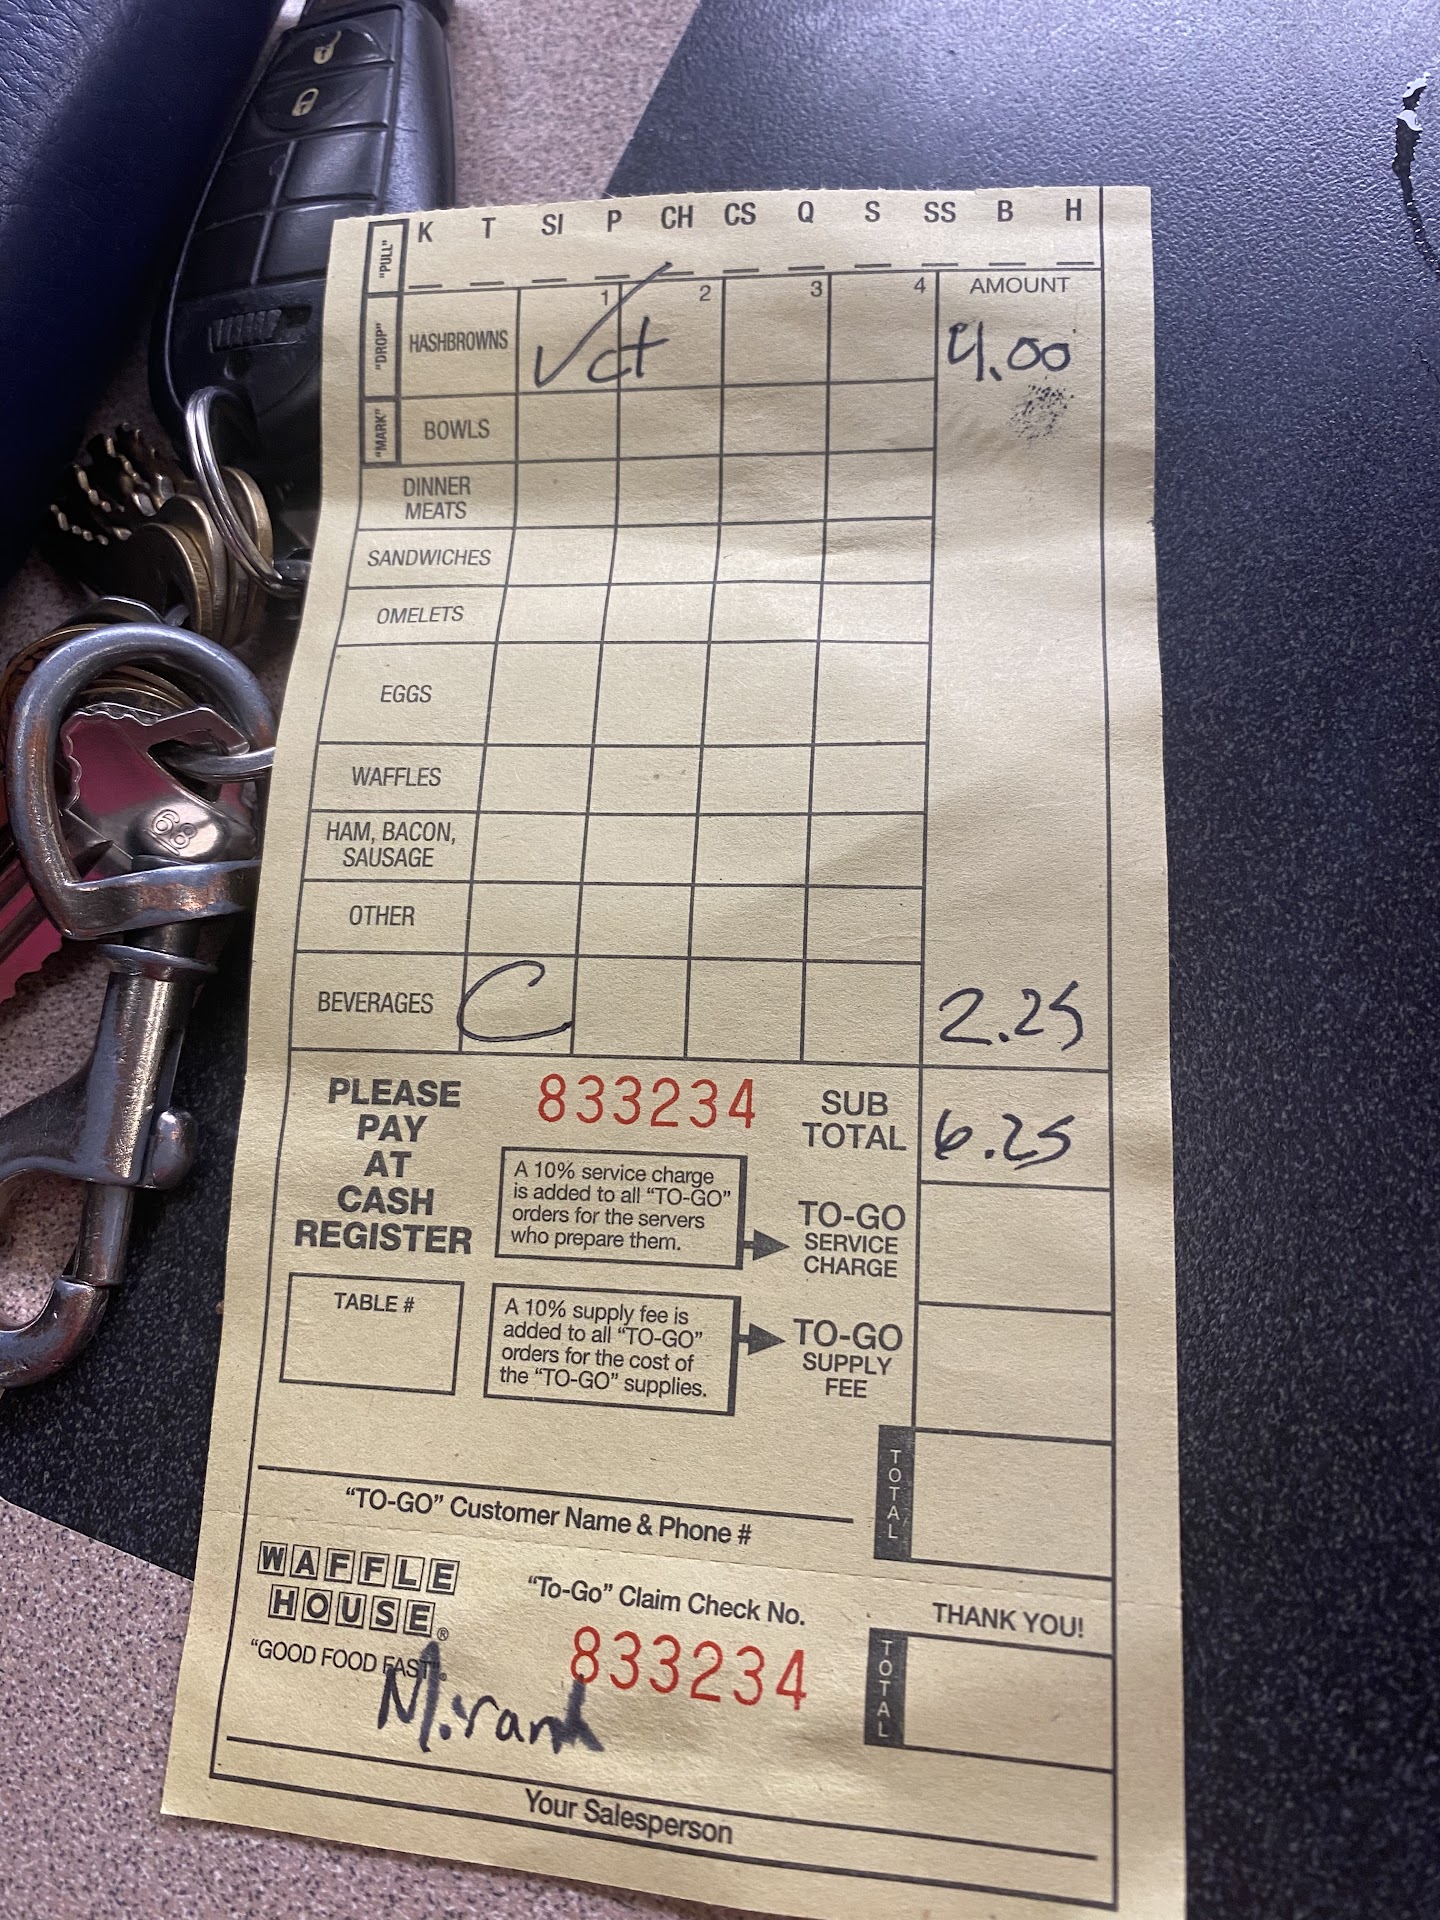 K T SI P CH CS Q S SS B H
"PULL"
"DROP"
"MARK"
1 2 3 4 AMOUNT
HASHBROWNS ct 4.00
BOWLS
DINNER
MEATS
SANDWICHES
OMELETS
EGGS
WAFFLES
HAM, BACON,
SAUSAGE
OTHER
BEVERAGES C 2.25
PLEASE
PAY
AT
CASH
REGISTER
833234
SUB
TOTAL
6.25
A 10% service charge
is added to all "TO-GO"
orders for the servers
who prepare them.
TO-GO
SERVICE
CHARGE
TABLE #
A 10% supply fee is
added to all "TO-GO"
orders for the cost of
the "TO-GO" supplies.
TO-GO
SUPPLY
FEE
TOTAL
"TO-GO" Customer Name & Phone #
WAFFLE
HOUSE®
"GOOD FOOD FAST"®
"To-Go" Claim Check No.
833234
THANK YOU!
TOTAL
Your Salesperson
68